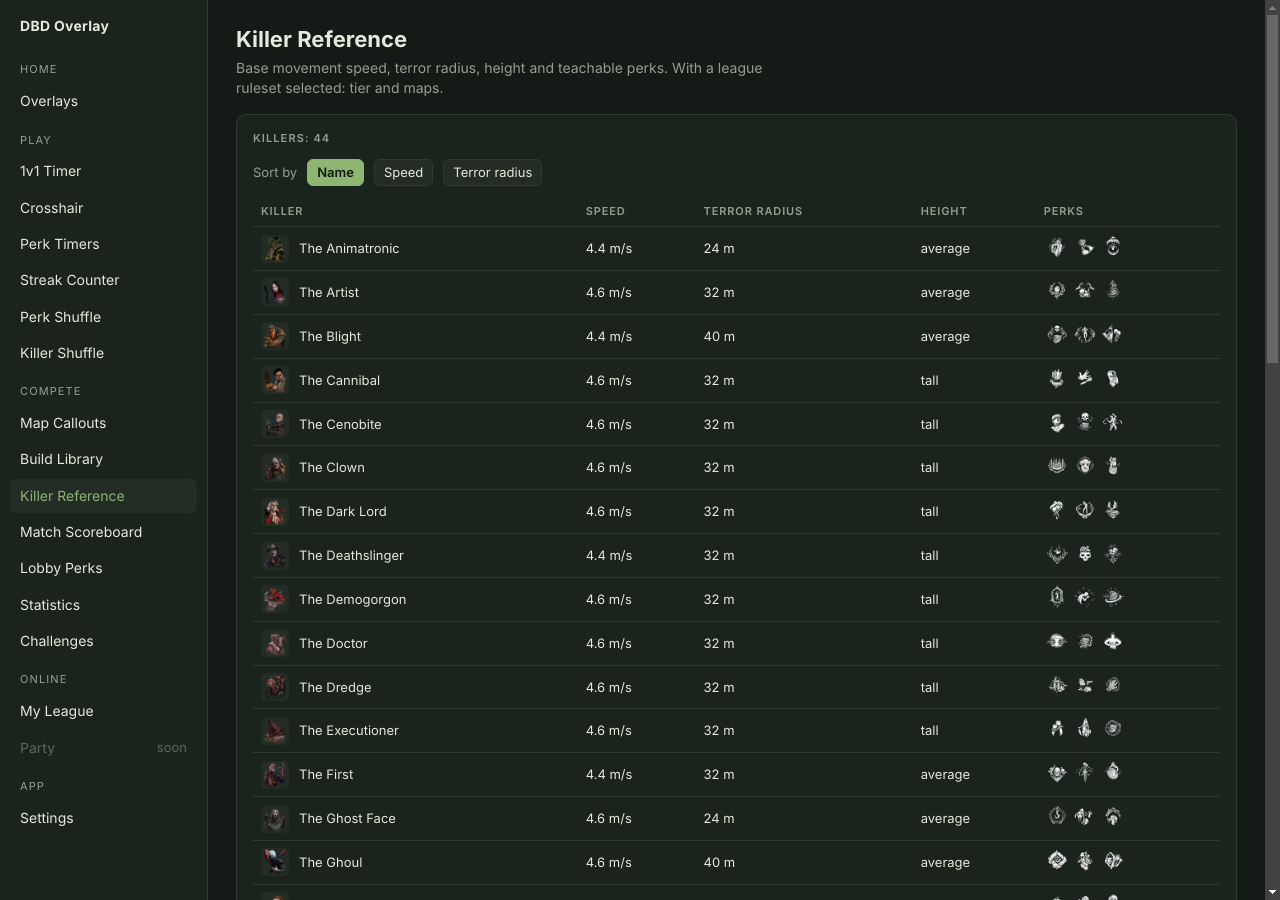 DBD Overlay
HOME
Overlays
PLAY
1v1 Timer
Crosshair
Perk Timers
Streak Counter
Perk Shuffle
Killer Shuffle
COMPETE
Map Callouts
Build Library
Killer Reference
Match Scoreboard
Lobby Perks
Statistics
Challenges
ONLINE
My League
Party soon
APP
Settings
Killer Reference
Base movement speed, terror radius, height and teachable perks. With a league
ruleset selected: tier and maps.
KILLERS: 44
Sort by Name Speed Terror radius
KILLER SPEED TERROR RADIUS HEIGHT PERKS
The Animatronic 4.4 m/s 24 m average
The Artist 4.6 m/s 32 m average
The Blight 4.4 m/s 40 m average
The Cannibal 4.6 m/s 32 m tall
The Cenobite 4.6 m/s 32 m tall
The Clown 4.6 m/s 32 m tall
The Dark Lord 4.6 m/s 32 m tall
The Deathslinger 4.4 m/s 32 m tall
The Demogorgon 4.6 m/s 32 m tall
The Doctor 4.6 m/s 32 m tall
The Dredge 4.6 m/s 32 m tall
The Executioner 4.6 m/s 32 m tall
The First 4.4 m/s 32 m average
The Ghost Face 4.6 m/s 24 m average
The Ghoul 4.6 m/s 40 m average